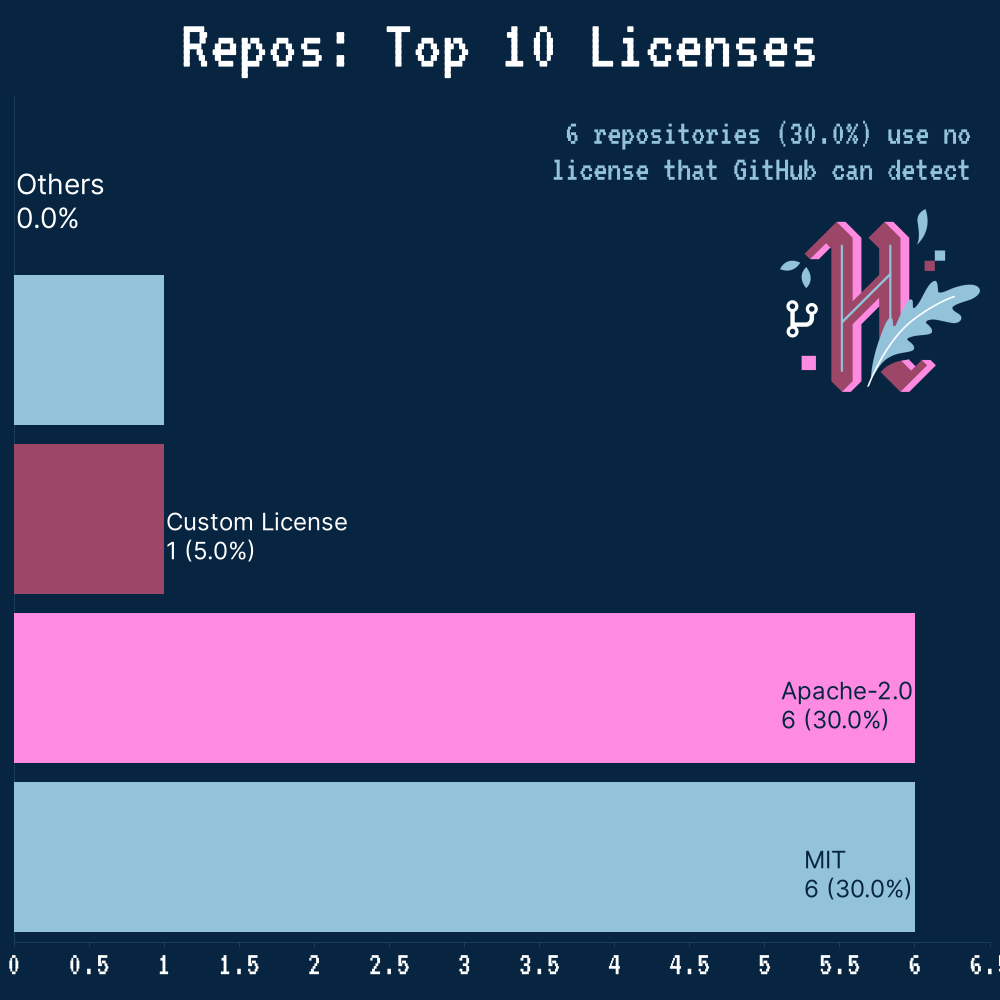 Repos: Top 10 Licenses
6 repositories (30.0%) use no
license that GitHub can detect
Others
0.0%
Custom License
1 (5.0%)
Apache-2.0
6 (30.0%)
MIT
6 (30.0%)
0 0.5 1 1.5 2 2.5 3 3.5 4 4.5 5 5.5 6